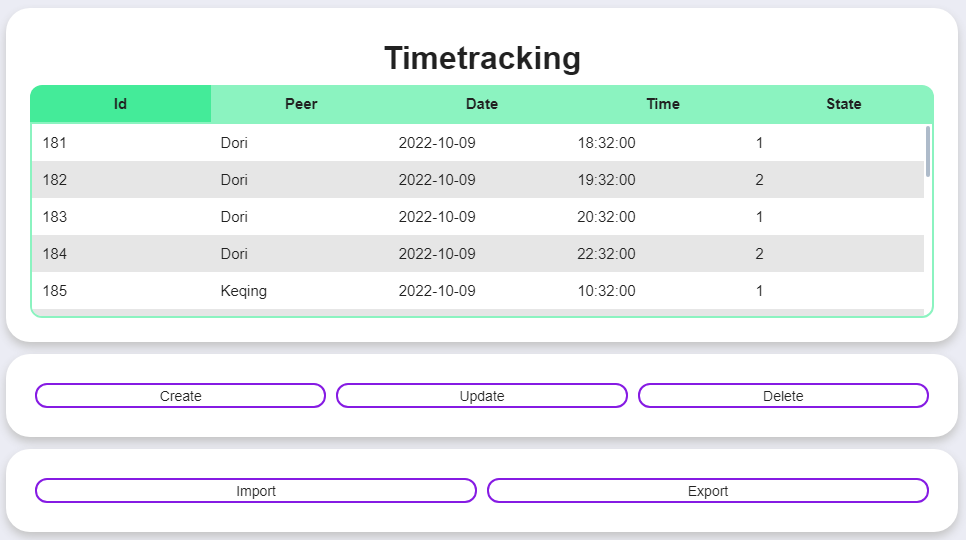 Timetracking
Id Peer Date Time State
181 Dori 2022-10-09 18:32:00 1
182 Dori 2022-10-09 19:32:00 2
183 Dori 2022-10-09 20:32:00 1
184 Dori 2022-10-09 22:32:00 2
185 Keqing 2022-10-09 10:32:00 1
Create Update Delete
Import Export